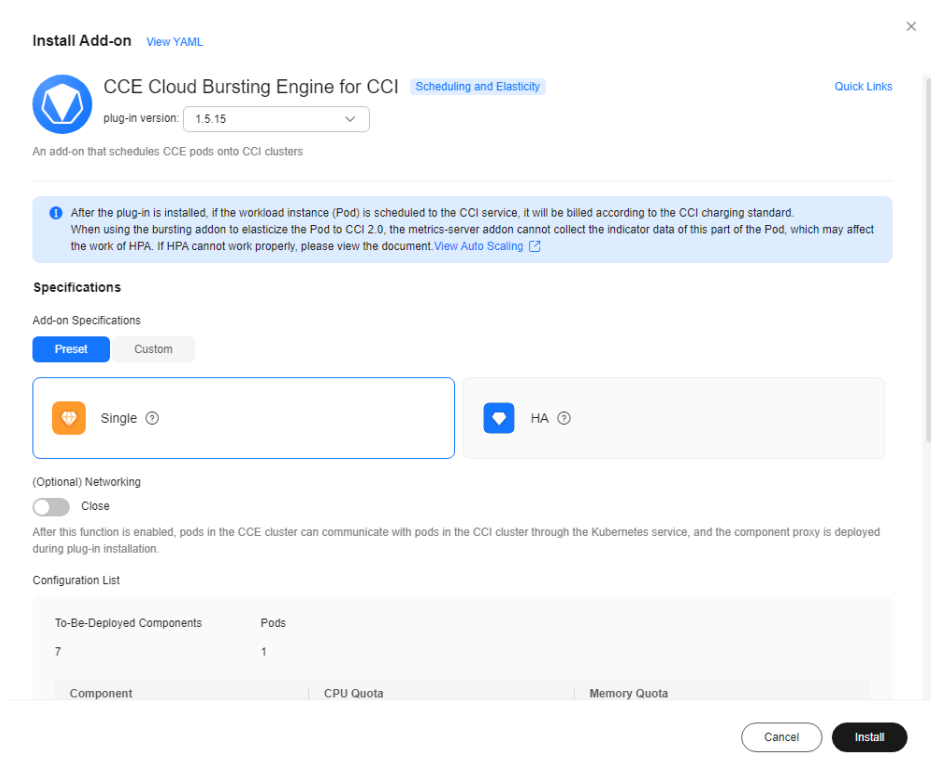 Install Add-on View YAML
CCE Cloud Bursting Engine for CCI Scheduling and Elasticity Quick Links
plug-in version: 1.5.15
An add-on that schedules CCE pods onto CCI clusters
After the plug-in is installed, if the workload instance (Pod) is scheduled to the CCI service, it will be billed according to the CCI charging standard.
When using the bursting addon to elasticize the Pod to CCI 2.0, the metrics-server addon cannot collect the indicator data of this part of the Pod, which may affect
the work of HPA. If HPA cannot work properly, please view the document.View Auto Scaling
Specifications
Add-on Specifications
Preset Custom
Single HA
(Optional) Networking
Close
After this function is enabled, pods in the CCE cluster can communicate with pods in the CCI cluster through the Kubernetes service, and the component proxy is deployed
during plug-in installation.
Configuration List
To-Be-Deployed Components Pods
7 1
Component CPU Quota Memory Quota
Cancel Install